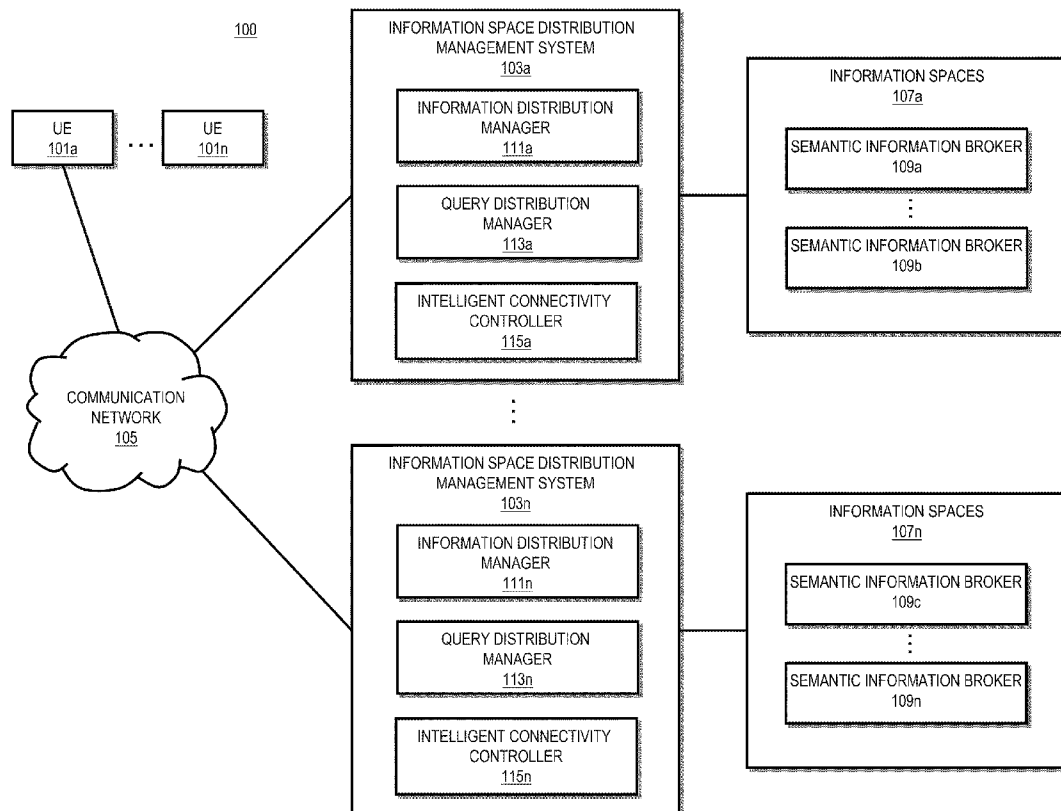 100
UE
101a
...
UE
101n
COMMUNICATION
NETWORK
105
INFORMATION SPACE DISTRIBUTION
MANAGEMENT SYSTEM
103a
INFORMATION DISTRIBUTION
MANAGER
111a
QUERY DISTRIBUTION
MANAGER
113a
INTELLIGENT CONNECTIVITY
CONTROLLER
115a
INFORMATION SPACES
107a
SEMANTIC INFORMATION BROKER
109a
SEMANTIC INFORMATION BROKER
109b
INFORMATION SPACE DISTRIBUTION
MANAGEMENT SYSTEM
103n
INFORMATION DISTRIBUTION
MANAGER
111n
QUERY DISTRIBUTION
MANAGER
113n
INTELLIGENT CONNECTIVITY
CONTROLLER
115n
INFORMATION SPACES
107n
SEMANTIC INFORMATION BROKER
109c
SEMANTIC INFORMATION BROKER
109n